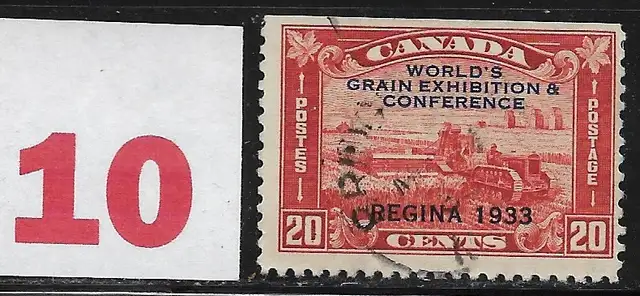 10
CANADA
WORLD'S
GRAIN EXHIBITION &
CONFERENCE
POSTES
POSTAGE
REGINA 1933
20 CENTS 20